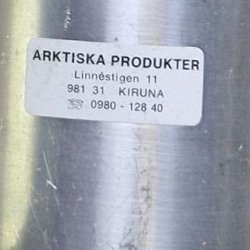 ARKTISKA PRODUKTER
Linnéstigen 11
981 31 KIRUNA
☏ 0980 - 128 40